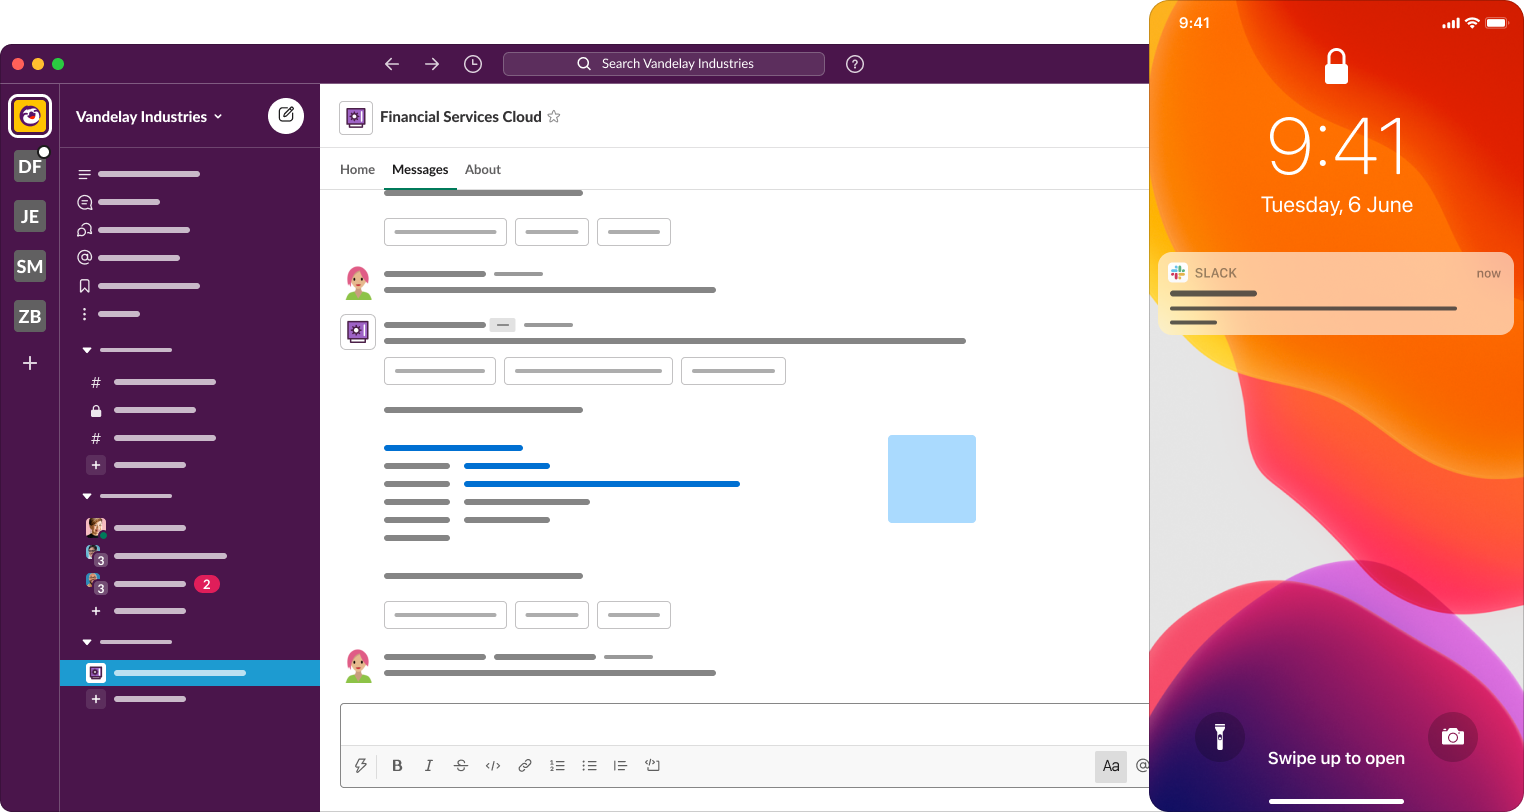 Search Vandelay Industries
Vandelay Industries
DF
JE
SM
ZB
3
3
2
Financial Services Cloud
Home Messages About
B I
Aa
9:41
9:41
Tuesday, 6 June
SLACK now
Swipe up to open